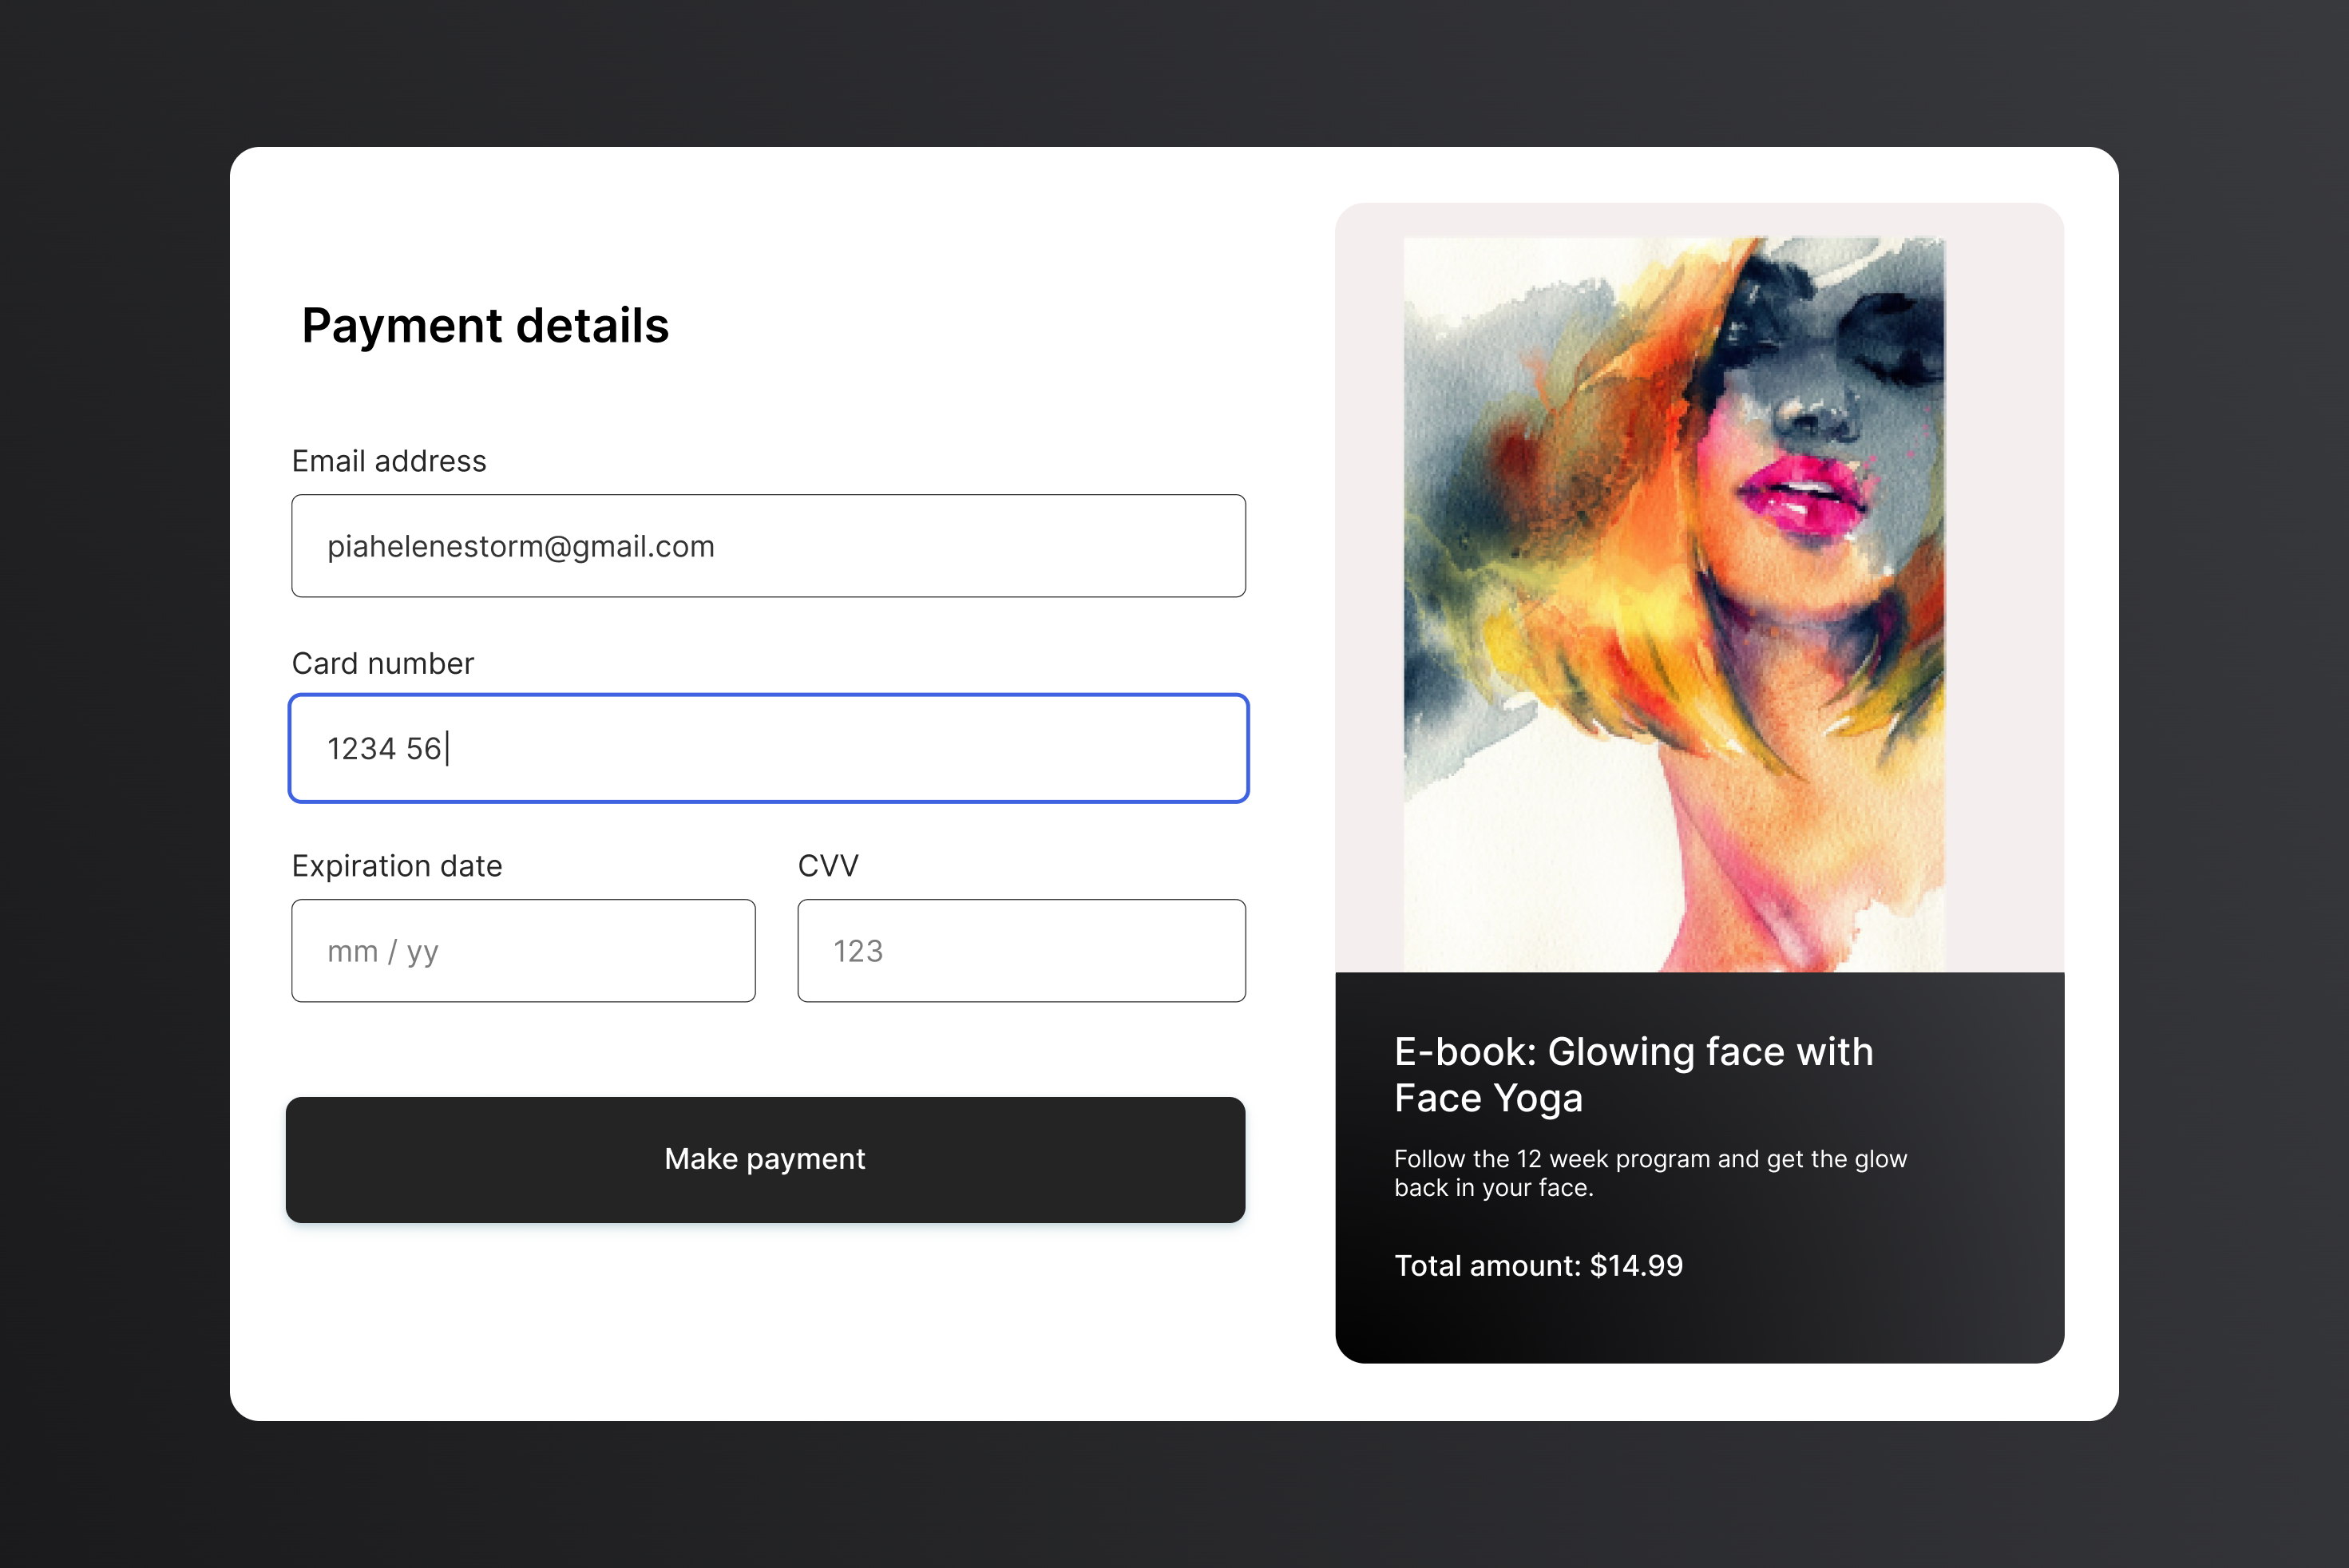 Payment details
Email address
piahelenestorm@gmail.com
Card number
1234 56
Expiration date
CVV
mm / yy
123
Make payment
E-book: Glowing face with
Face Yoga
Follow the 12 week program and get the glow
back in your face.
Total amount: $14.99